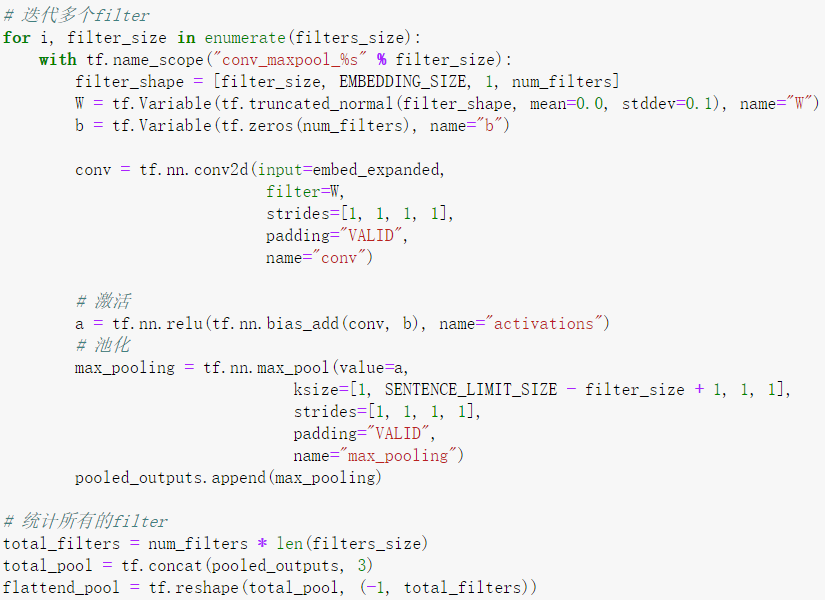 # 迭代多个filter
for i, filter_size in enumerate(filters_size):
    with tf.name_scope("conv_maxpool_%s" % filter_size):
        filter_shape = [filter_size, EMBEDDING_SIZE, 1, num_filters]
        W = tf.Variable(tf.truncated_normal(filter_shape, mean=0.0, stddev=0.1), name="W")
        b = tf.Variable(tf.zeros(num_filters), name="b")

        conv = tf.nn.conv2d(input=embed_expanded,
                             filter=W,
                             strides=[1, 1, 1, 1],
                             padding="VALID",
                             name="conv")

        # 激活
        a = tf.nn.relu(tf.nn.bias_add(conv, b), name="activations")
        # 池化
        max_pooling = tf.nn.max_pool(value=a,
                                ksize=[1, SENTENCE_LIMIT_SIZE - filter_size + 1, 1, 1],
                                strides=[1, 1, 1, 1],
                                padding="VALID",
                                name="max_pooling")
        pooled_outputs.append(max_pooling)

# 统计所有的filter
total_filters = num_filters * len(filters_size)
total_pool = tf.concat(pooled_outputs, 3)
flattend_pool = tf.reshape(total_pool, (-1, total_filters))